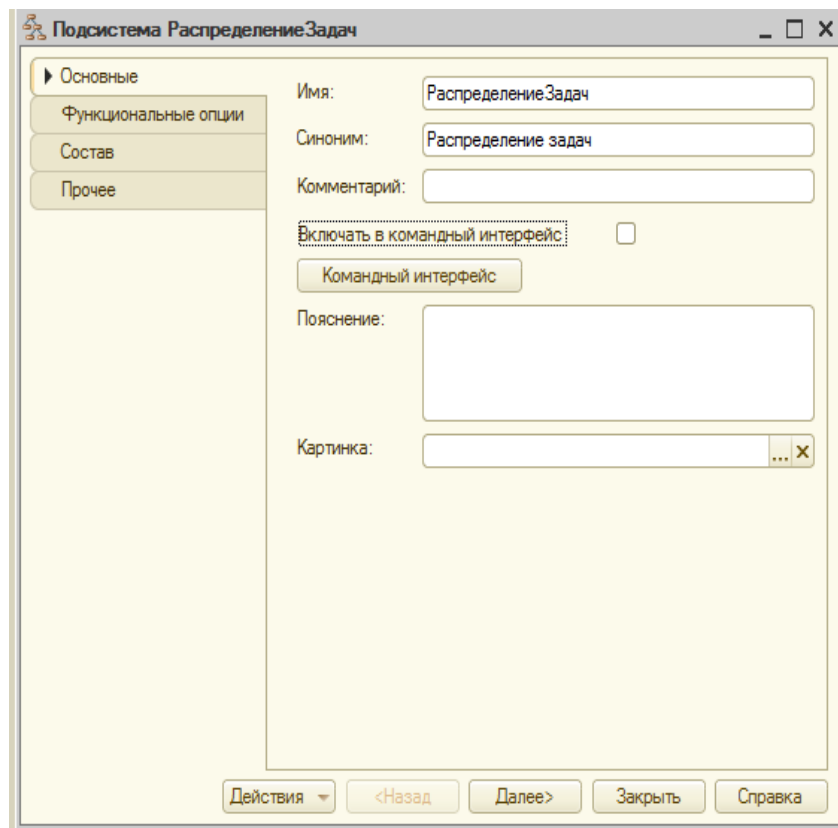 Подсистема РаспределениеЗадач
Основные
Функциональные опции
Состав
Прочее
Имя: РаспределениеЗадач
Синоним: Распределение задач
Комментарий:
Включать в командный интерфейс
Командный интерфейс
Пояснение:
Картинка: ... x
Действия <Назад Далее> Закрыть Справка